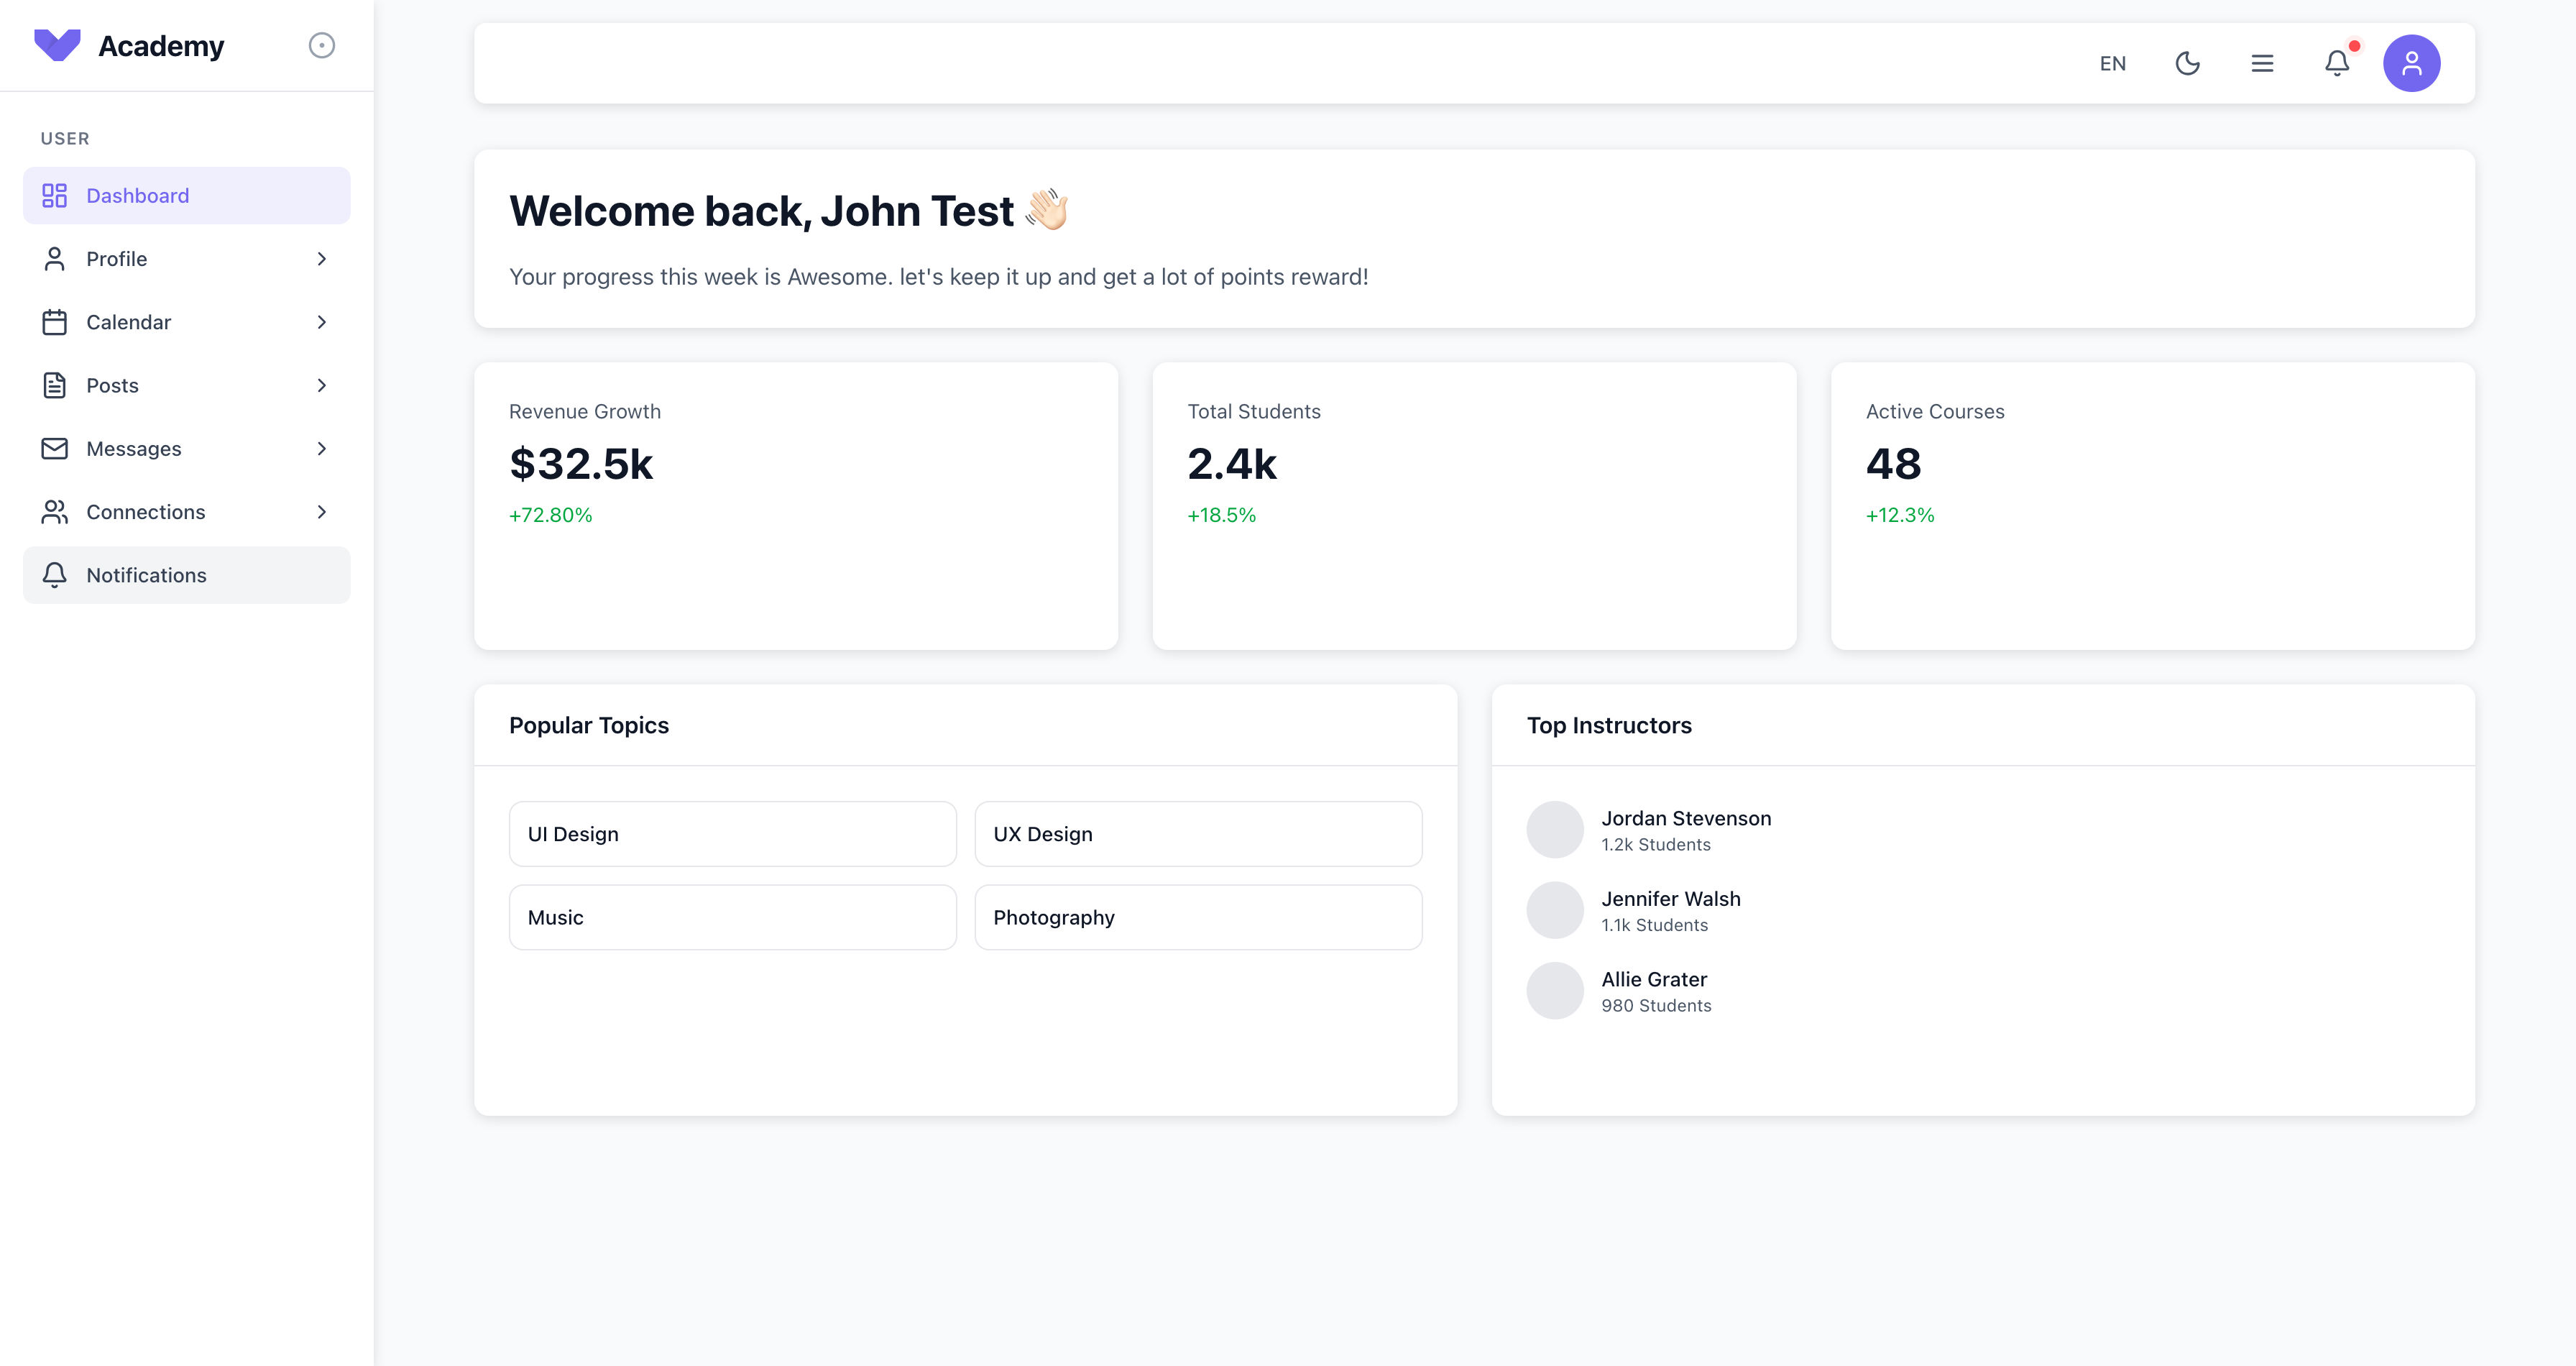 Academy
EN
USER
Dashboard
Profile
Calendar
Posts
Messages
Connections
Notifications
Welcome back, John Test 👋🏻
Your progress this week is Awesome. let's keep it up and get a lot of points reward!
Revenue Growth
$32.5k
+72.80%
Total Students
2.4k
+18.5%
Active Courses
48
+12.3%
Popular Topics
UI Design
UX Design
Music
Photography
Top Instructors
Jordan Stevenson
1.2k Students
Jennifer Walsh
1.1k Students
Allie Grater
980 Students